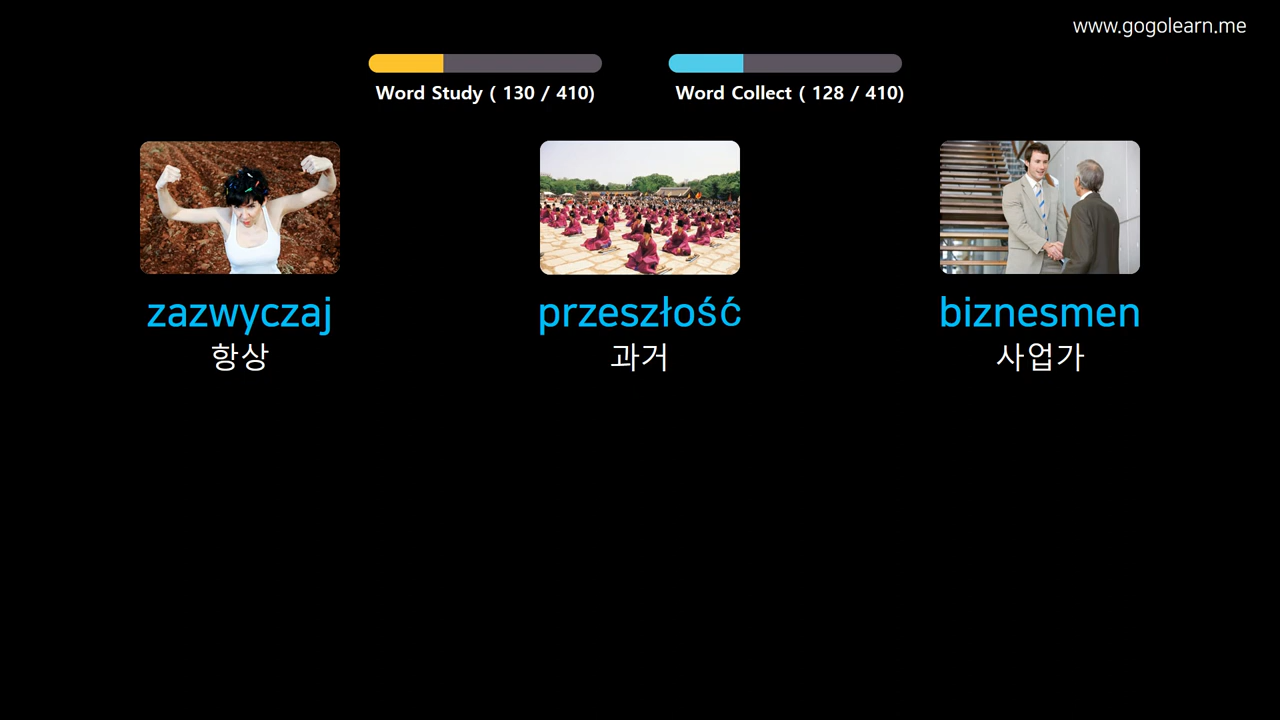 www.gogolearn.me
Word Study ( 130 / 410)
Word Collect ( 128 / 410)
zazwyczaj
항상
przeszłość
과거
biznesmen
사업가